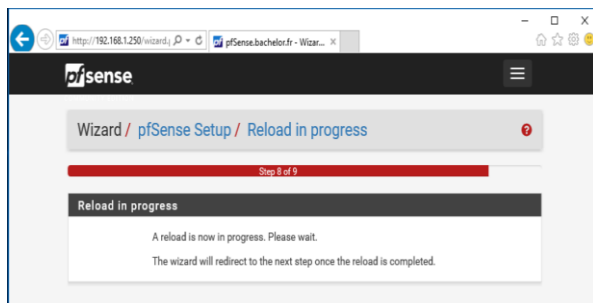 http://192.168.1.250/wizard.
pfSense.bachelor.fr - Wizar...
pfsense
Wizard / pfSense Setup / Reload in progress
Step 8 of 9
Reload in progress
A reload is now in progress. Please wait.
The wizard will redirect to the next step once the reload is completed.